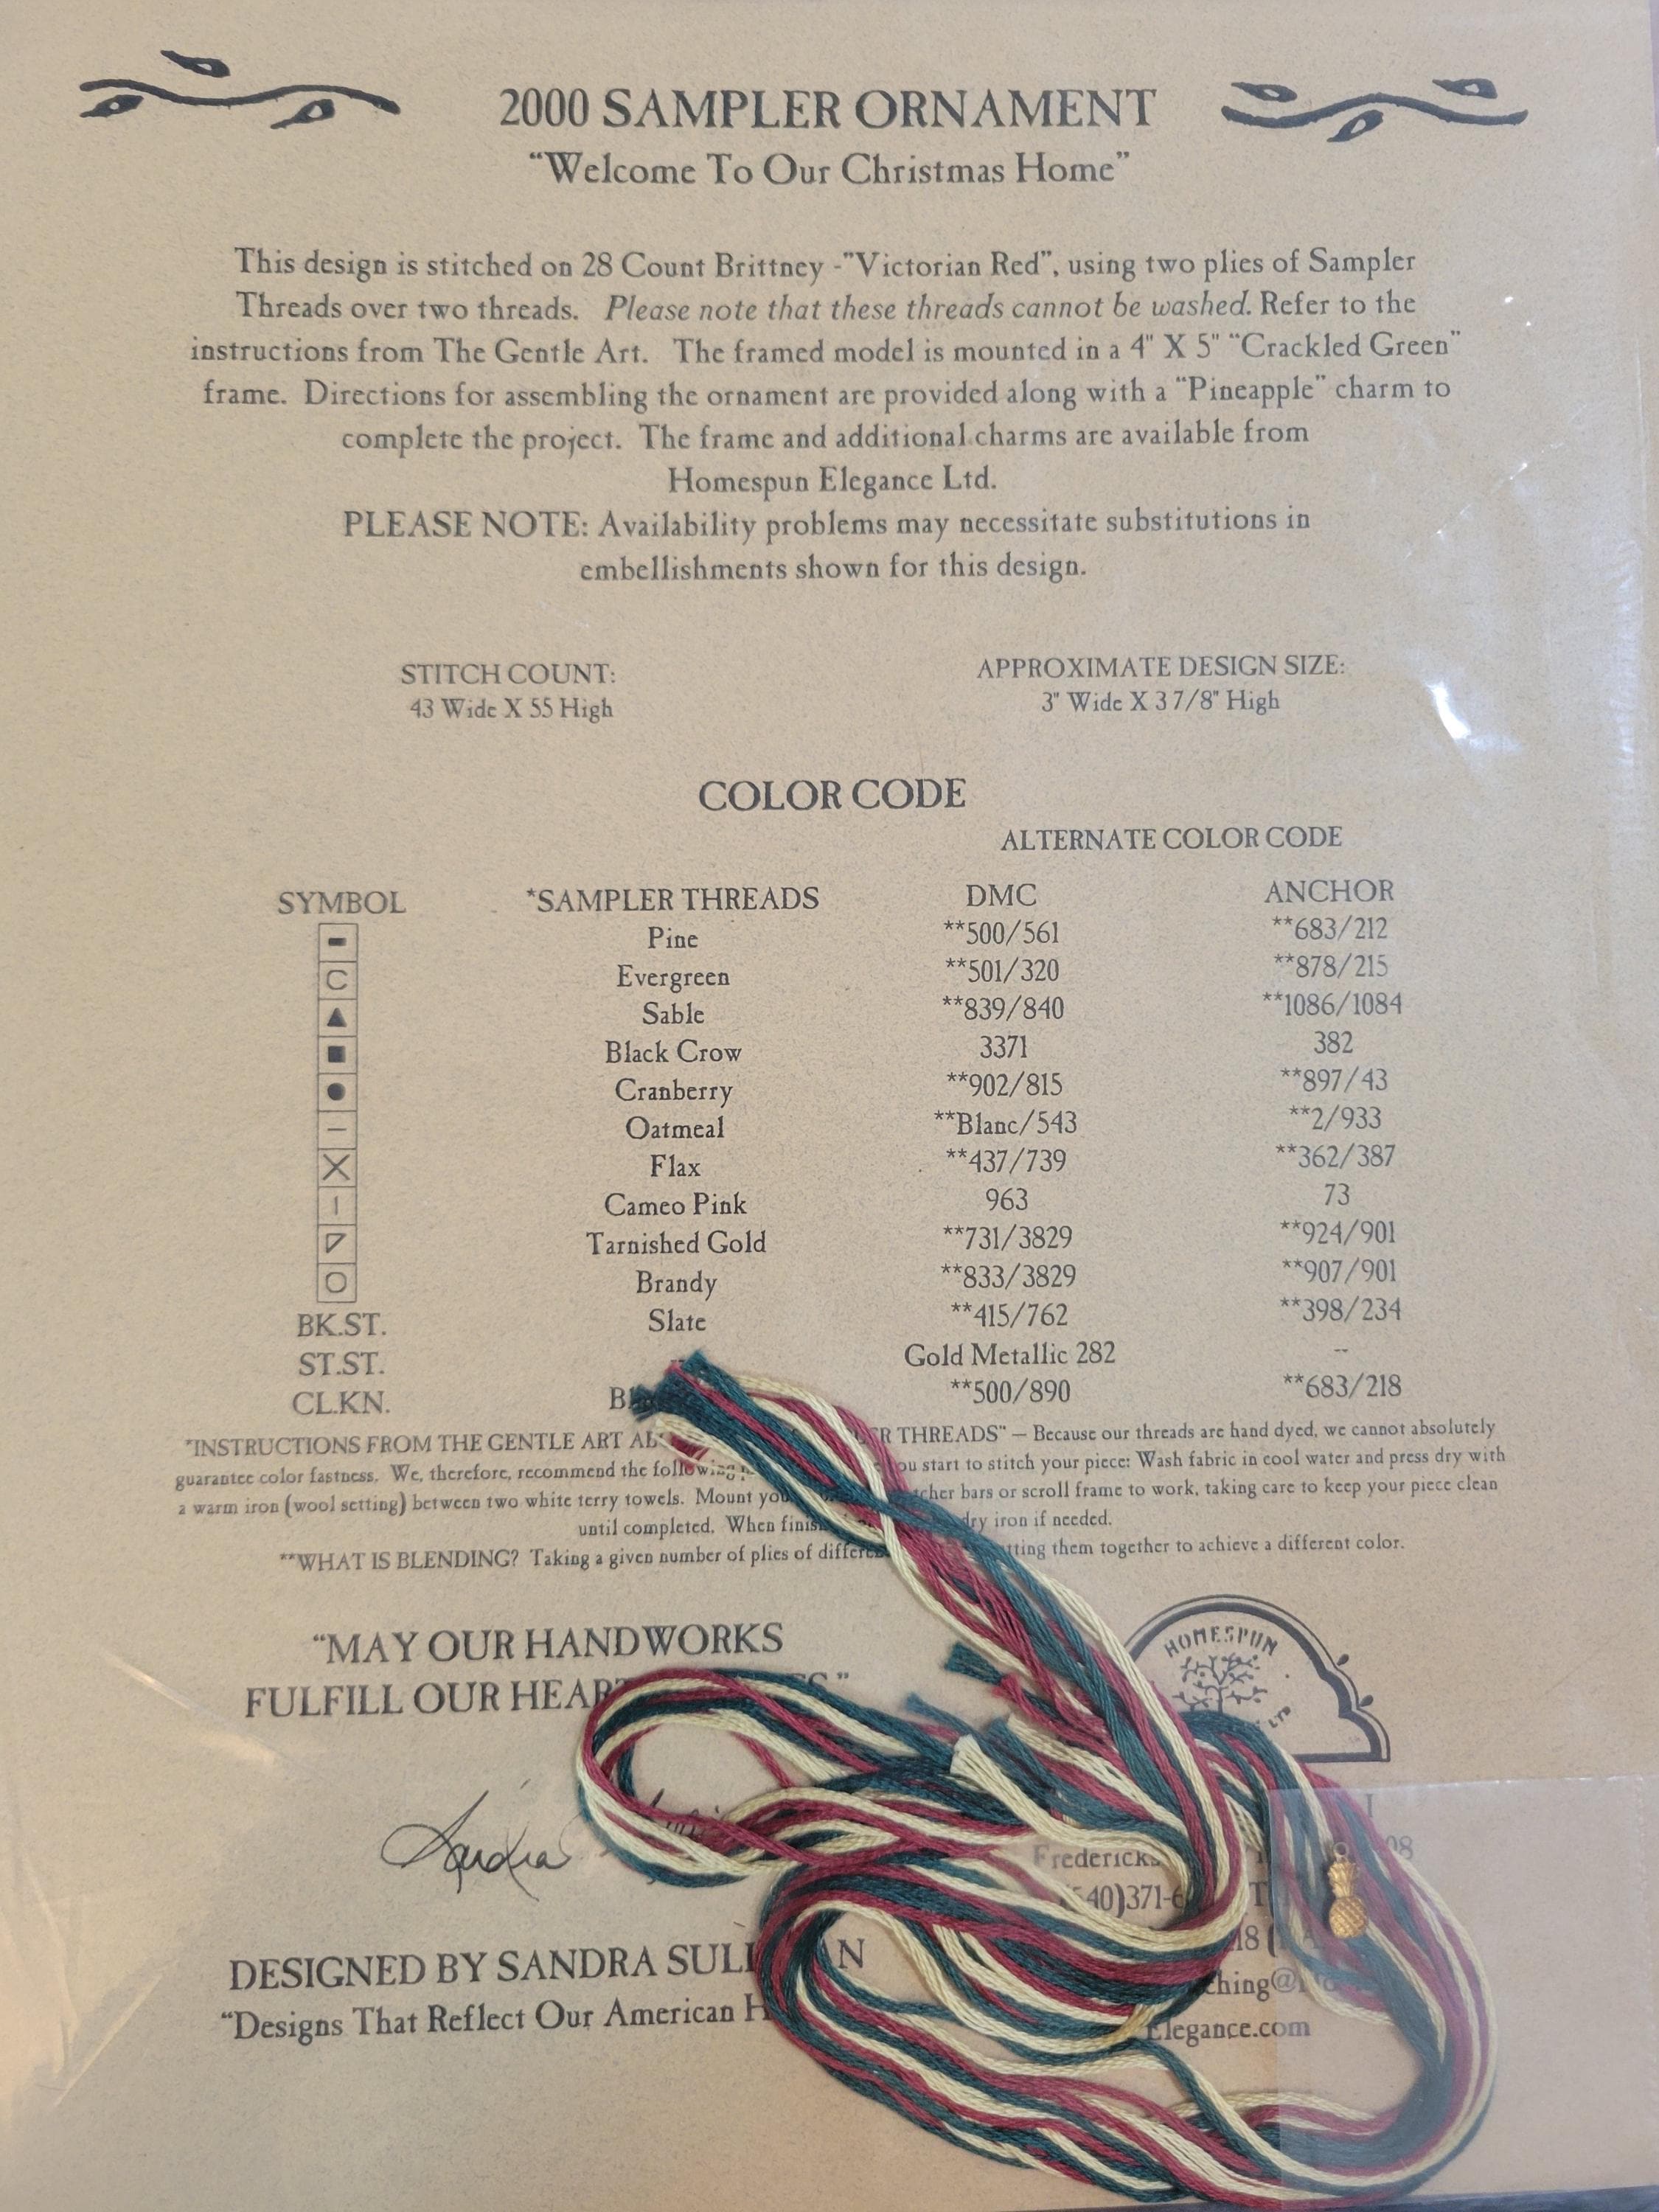 2000 SAMPLER ORNAMENT
“Welcome To Our Christmas Home”
This design is stitched on 28 Count Brittney -"Victorian Red", using two plies of Sampler
Threads over two threads. Please note that these threads cannot be washed. Refer to the
instructions from The Gentle Art. The framed model is mounted in a 4" X 5" “Crackled Green”
frame. Directions for assembling the ornament are provided along with a “Pineapple” charm to
complete the project. The frame and additional charms are available from
Homespun Elegance Ltd.
PLEASE NOTE: Availability problems may necessitate substitutions in
embellishments shown for this design.
STITCH COUNT:
43 Wide X 55 High
APPROXIMATE DESIGN SIZE:
3" Wide X 3 7/8" High
COLOR CODE
ALTERNATE COLOR CODE
SYMBOL *SAMPLER THREADS DMC ANCHOR
Pine **500/561 **683/212
C Evergreen **501/320 **878/215
▲ Sable **839/840 **1086/1084
■ Black Crow 3371 382
● Cranberry **902/815 **897/43
– Oatmeal **Blanc/543 **2/933
X Flax **437/739 **362/387
| Cameo Pink 963 73
Tarnished Gold **731/3829 **924/901
O Brandy **833/3829 **907/901
BK.ST. Slate **415/762 **398/234
ST.ST. Gold Metallic 282 --
CL.KN. **500/890 **683/218
*INSTRUCTIONS FROM THE GENTLE ART THREADS” — Because our threads are hand dyed, we cannot absolutely
guarantee color fastness. We, therefore, recommend the following you start to stitch your piece: Wash fabric in cool water and press dry with
a warm iron (wool setting) between two white terry towels. Mount bars or scroll frame to work, taking care to keep your piece clean
until completed. When dry iron if needed.
**WHAT IS BLENDING? Taking a given number of plies of them together to achieve a different color.
“MAY OUR HANDWORKS
FULFILL OUR
HOMESPUN
LTD
Sandra
(540)371-
DESIGNED BY SANDRA
“Designs That Reflect Our American
Elegance.com